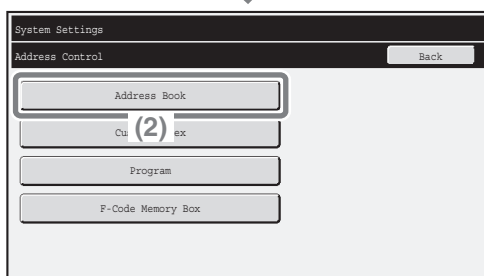 System Settings
Address Control
Back
Address Book
(2)
Program
F-Code Memory Box